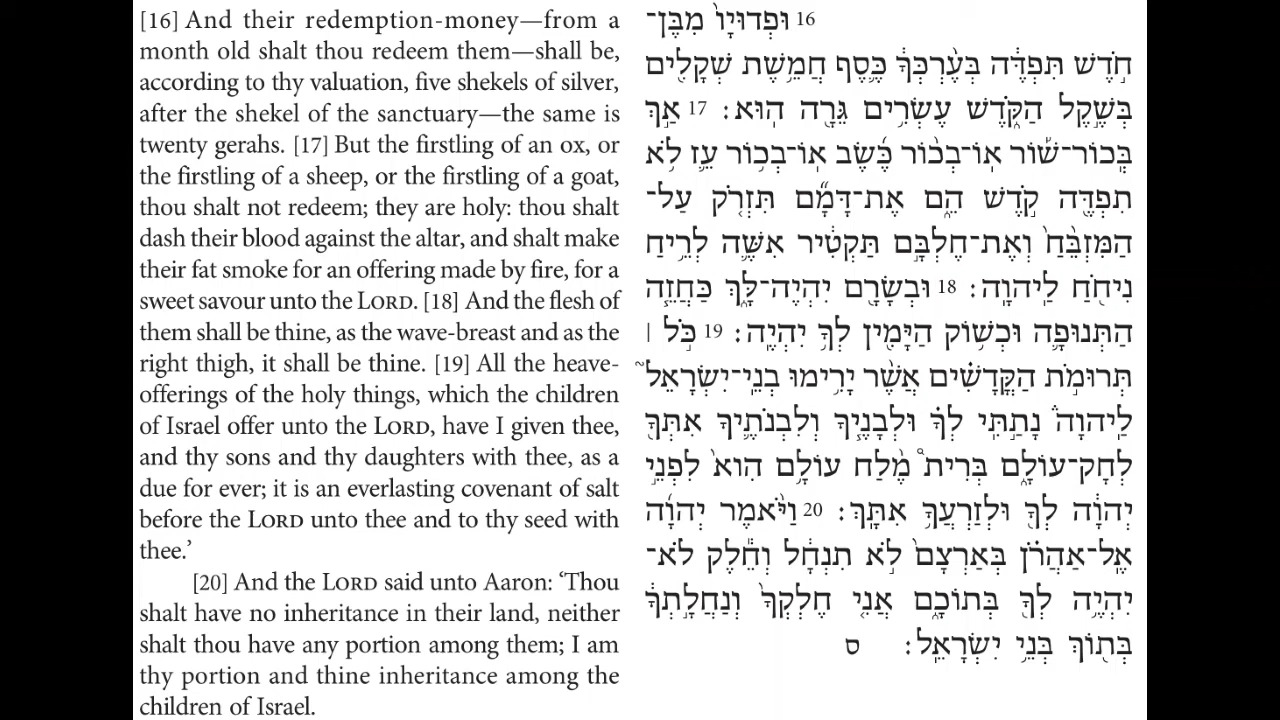 [16] And their redemption-money—from a
month old shalt thou redeem them—shall be,
according to thy valuation, five shekels of silver,
after the shekel of the sanctuary—the same is
twenty gerahs. [17] But the firstling of an ox, or
the firstling of a sheep, or the firstling of a goat,
thou shalt not redeem; they are holy: thou shalt
dash their blood against the altar, and shalt make
their fat smoke for an offering made by fire, for a
sweet savour unto the LORD. [18] And the flesh of
them shall be thine, as the wave-breast and as the
right thigh, it shall be thine. [19] All the heave-
offerings of the holy things, which the children
of Israel offer unto the LORD, have I given thee,
and thy sons and thy daughters with thee, as a
due for ever; it is an everlasting covenant of salt
before the LORD unto thee and to thy seed with
thee.’
[20] And the LORD said unto Aaron: ‘Thou
shalt have no inheritance in their land, neither
shalt thou have any portion among them; I am
thy portion and thine inheritance among the
children of Israel.
16 וּפְדוּיָו֙ מִבֶּן־
חֹ֣דֶשׁ תִּפְדֶּ֔ה בְּעֶ֨רְכְּךָ֔ כֶּ֛סֶף חֲמֵ֥שֶׁת שְׁקָלִ֖ים
בְּשֶׁ֣קֶל הַקֹּ֑דֶשׁ עֶשְׂרִ֥ים גֵּרָ֖ה הֽוּא׃ 17 אַ֣ךְ
בְּֽכוֹר־שׁ֡וֹר אֽוֹ־בְכ֨וֹר כֶּ֜שֶׂב אֽוֹ־בְכ֥וֹר עֵ֛ז לֹ֥א
תִפְדֶּ֖ה קֹ֣דֶשׁ הֵ֑ם אֶת־דָּמָ֞ם תִּזְרֹ֤ק עַל־
הַמִּזְבֵּ֙חַ֙ וְאֶת־חֶלְבָּ֣ם תַּקְטִ֔יר אִשֶּׁ֛ה לְרֵ֥יחַ
נִיחֹ֖חַ לַֽיהוָֽה׃ 18 וּבְשָׂרָ֖ם יִהְיֶה־לָּ֑ךְ כַּחֲזֵ֧ה
הַתְּנוּפָ֛ה וּכְשׁ֥וֹק הַיָּמִ֖ין לְךָ֥ יִהְיֶֽה׃ 19 כֹּ֣ל ׀
תְּרוּמֹ֣ת הַקֳּדָשִׁ֗ים אֲשֶׁ֨ר יָרִ֥ימוּ בְנֵֽי־יִשְׂרָאֵל֮
לַֽיהוָה֒ נָתַ֣תִּֽי לְךָ֗ וּלְבָנֶ֧יךָ וְלִבְנֹתֶ֛יךָ אִתְּךָ֖
לְחָק־עוֹלָ֑ם בְּרִית֩ מֶ֨לַח עוֹלָ֥ם הִוא֙ לִפְנֵ֣י
יְהוָ֔ה לְךָ֖ וּלְזַרְעֲךָ֥ אִתָּֽךְ׃ 20 וַיֹּ֨אמֶר יְהוָ֜ה
אֶֽל־אַהֲרֹ֗ן בְּאַרְצָם֙ לֹ֣א תִנְחָ֔ל וְחֵ֕לֶק לֹא־
יִהְיֶ֥ה לְךָ֖ בְּתוֹכָ֑ם אֲנִ֤י חֶלְקְךָ֙ וְנַחֲלָ֣תְךָ֔
בְּת֖וֹךְ בְּנֵ֥י יִשְׂרָאֵֽל׃ ס